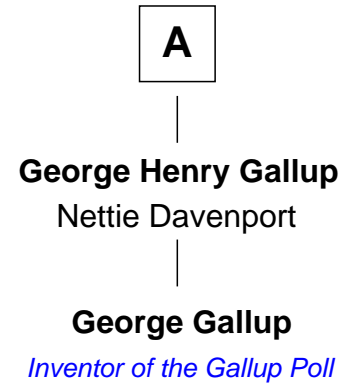 A
George Henry Gallup
Nettie Davenport
George Gallup
Inventor of the Gallup Poll